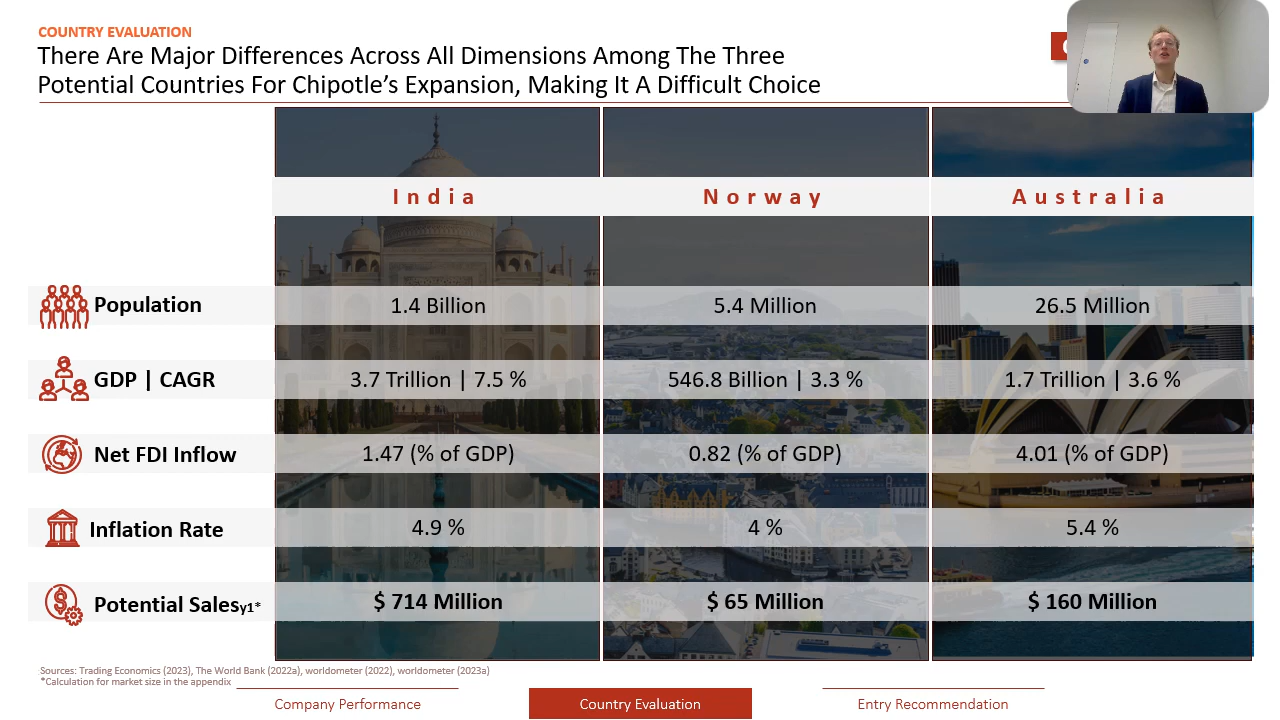 COUNTRY EVALUATION
There Are Major Differences Across All Dimensions Among The Three
Potential Countries For Chipotle’s Expansion, Making It A Difficult Choice
India Norway Australia
Population 1.4 Billion 5.4 Million 26.5 Million
GDP | CAGR 3.7 Trillion | 7.5 % 546.8 Billion | 3.3 % 1.7 Trillion | 3.6 %
Net FDI Inflow 1.47 (% of GDP) 0.82 (% of GDP) 4.01 (% of GDP)
Inflation Rate 4.9 % 4 % 5.4 %
Potential Sales y1* $ 714 Million $ 65 Million $ 160 Million
Sources: Trading Economics (2023), The World Bank (2022a), worldometer (2022), worldometer (2023a)
*Calculation for market size in the appendix
Company Performance Country Evaluation Entry Recommendation